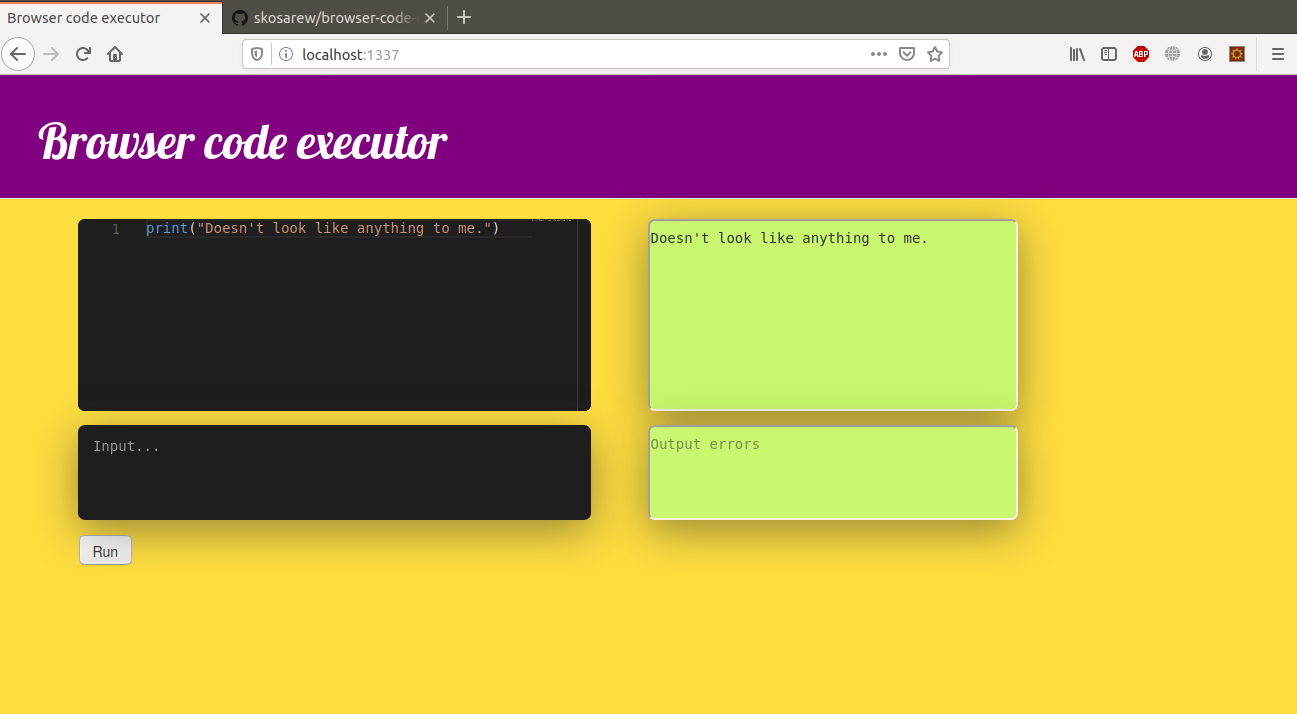 Browser code executor
skosarew/browser-code-
localhost:1337
ABP
Browser code executor
1 print("Doesn't look like anything to me.")
Doesn't look like anything to me.
Input...
Output errors
Run